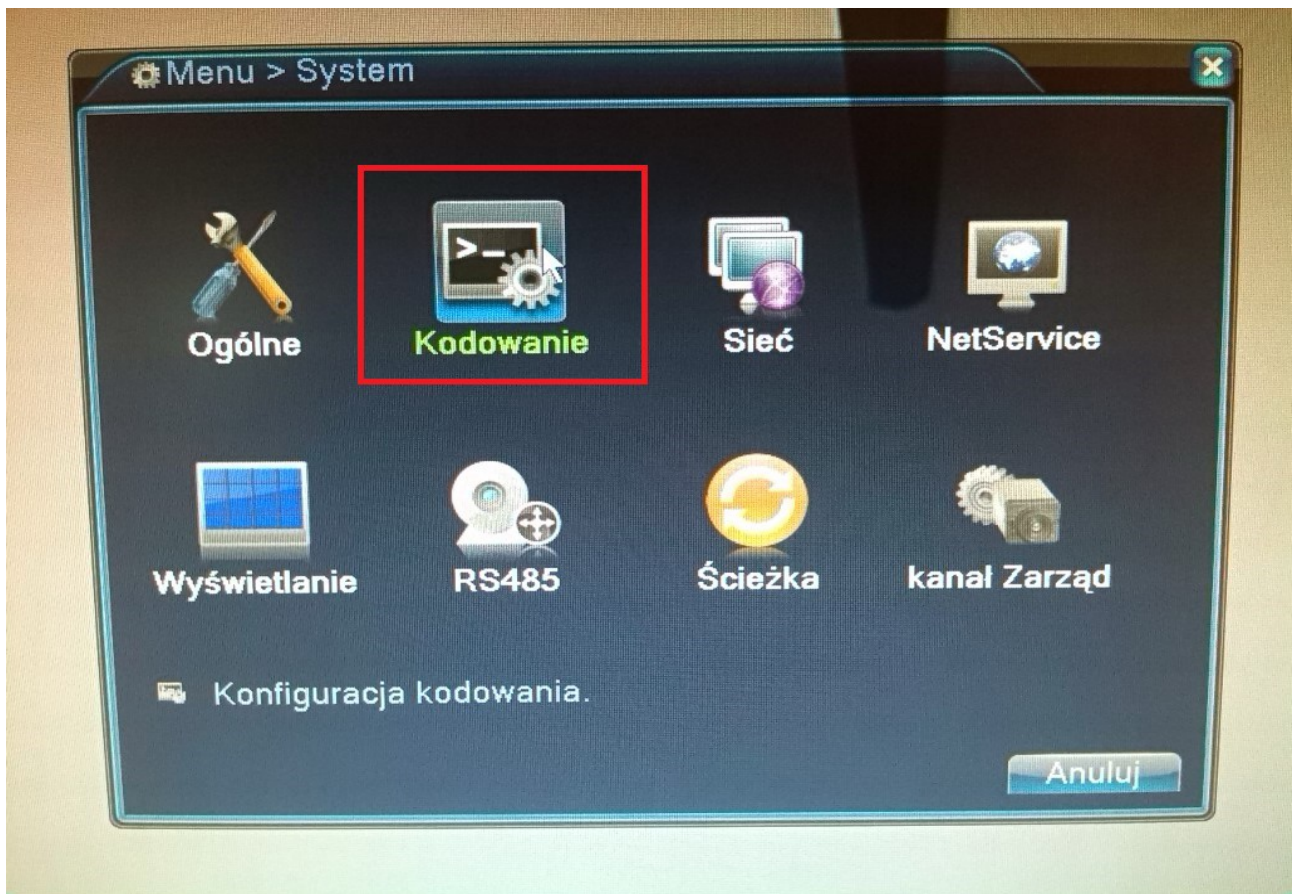 Menu > System
Ogólne Kodowanie Sieć NetService
Wyświetlanie RS485 Ścieżka kanał Zarząd
Konfiguracja kodowania.
Anuluj